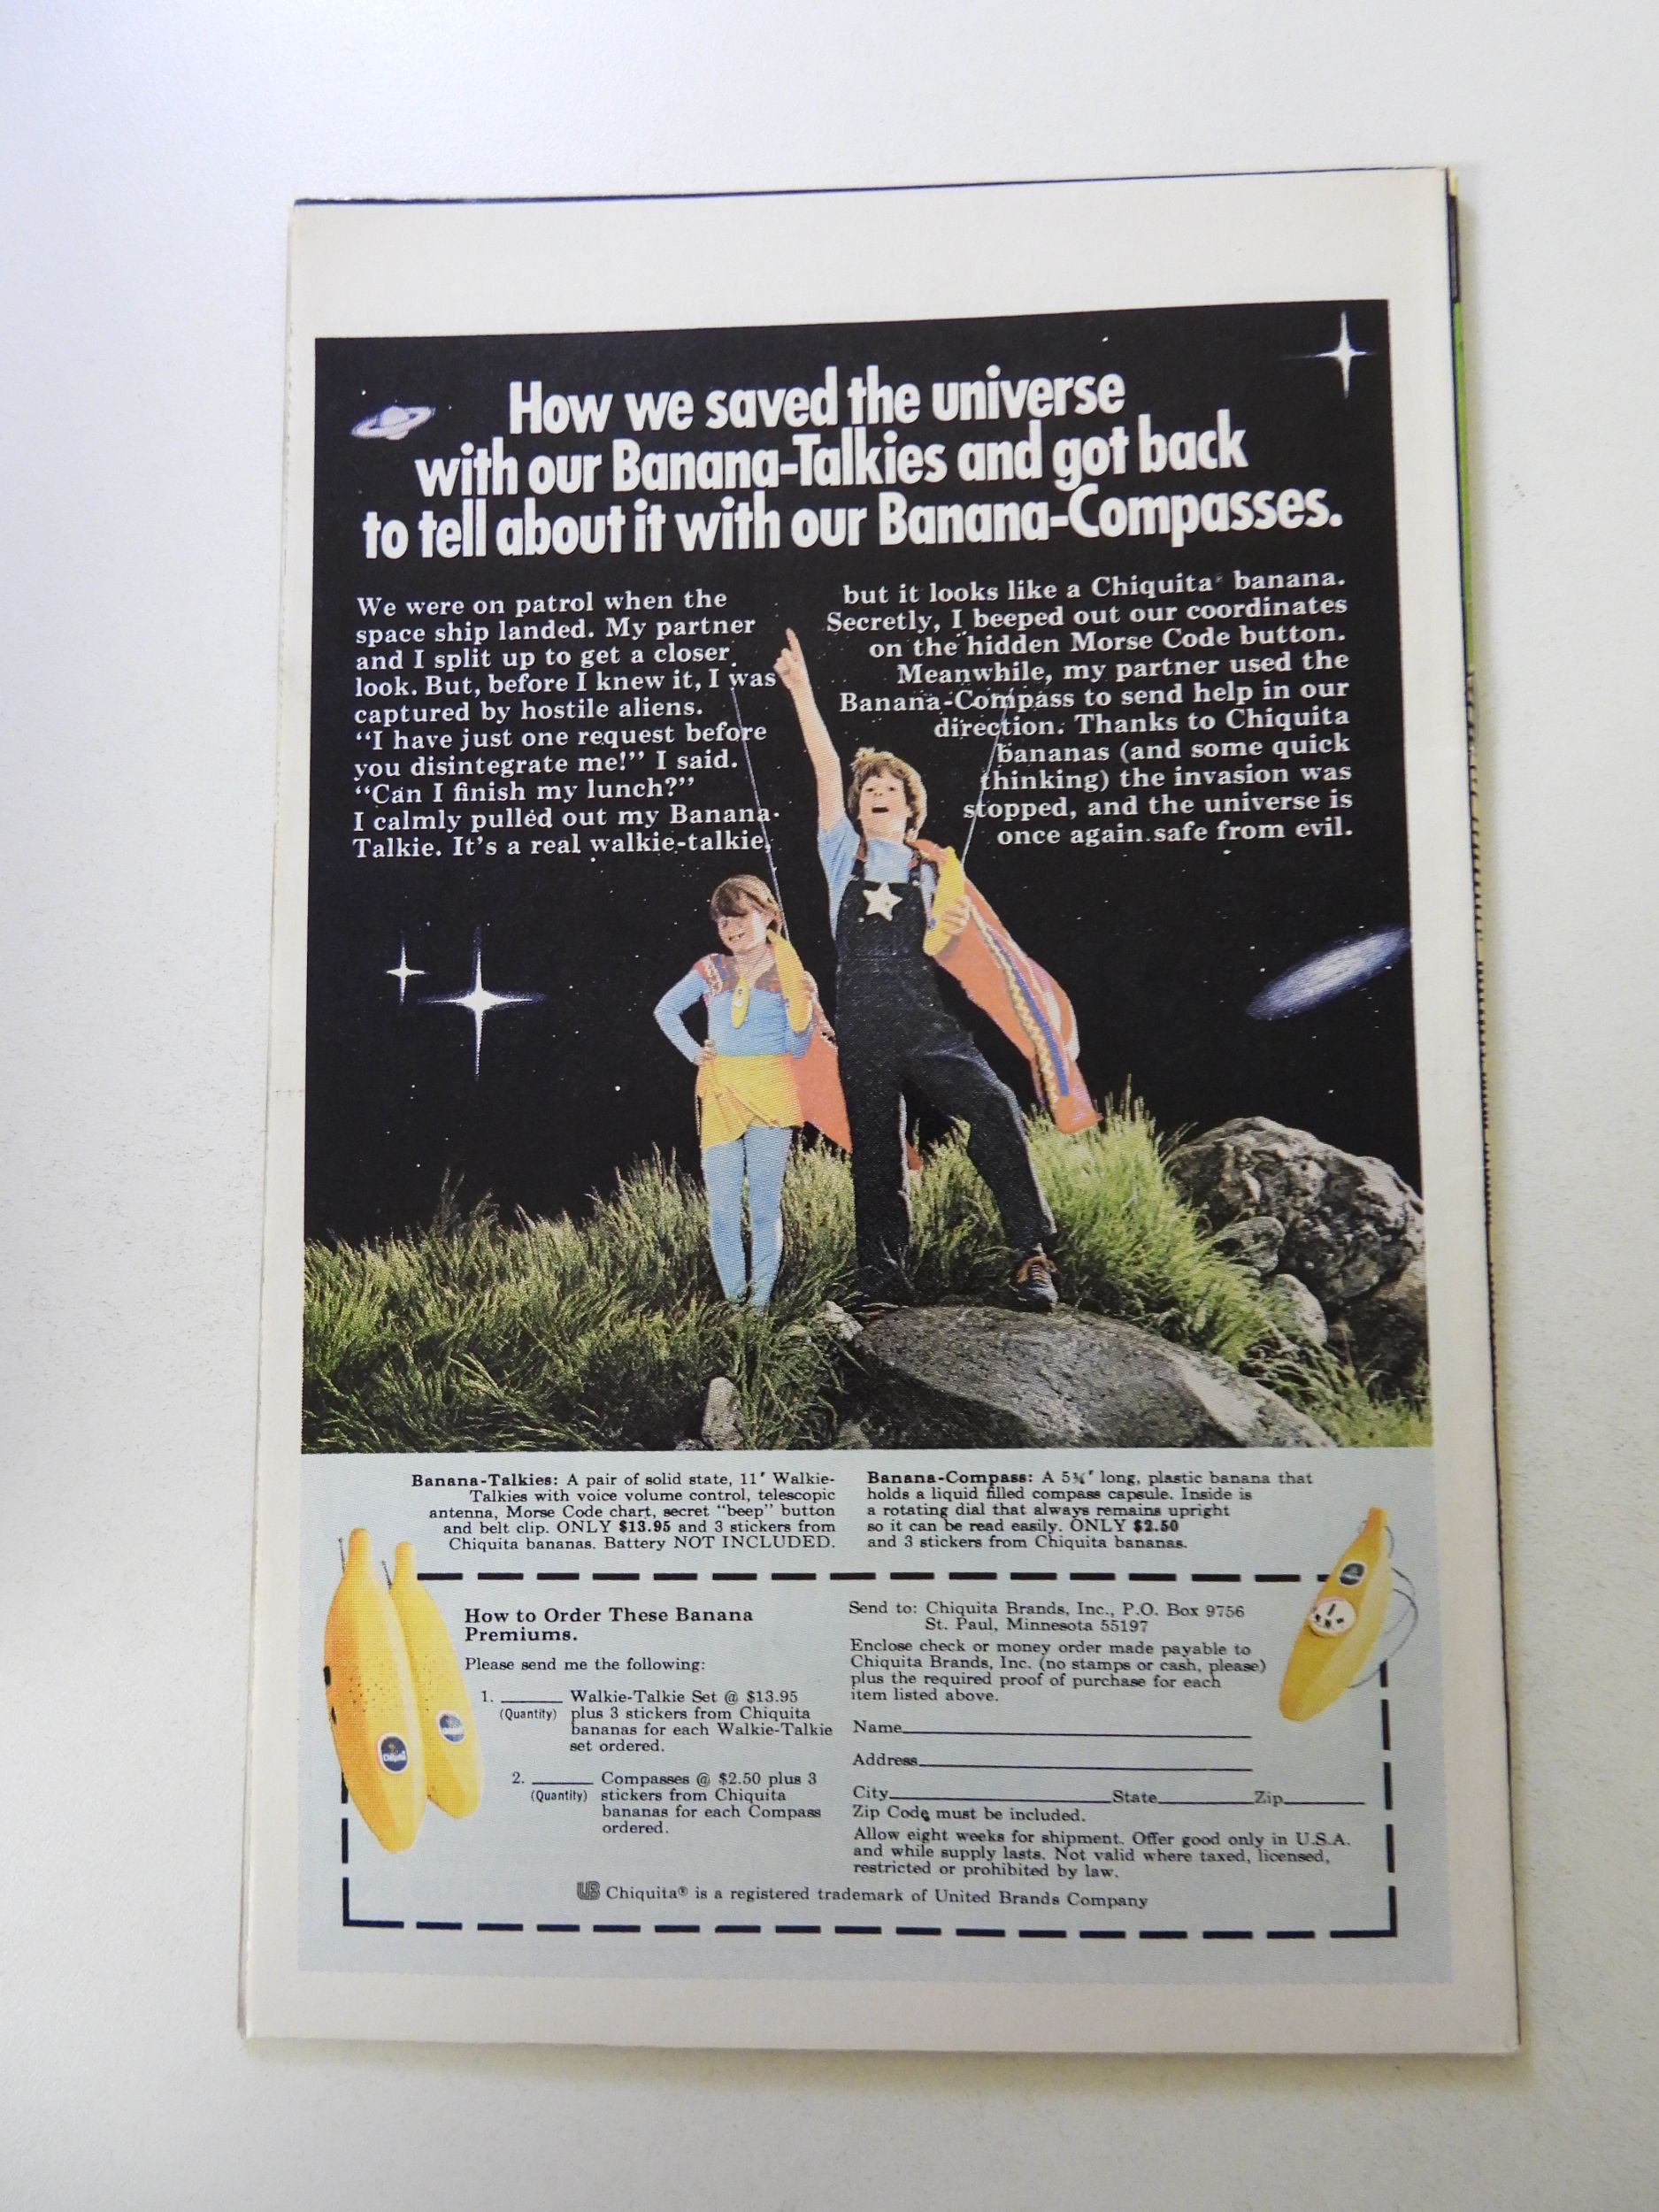 How we saved the universe
with our Banana-Talkies and got back
to tell about it with our Banana-Compasses.
We were on patrol when the
space ship landed. My partner
and I split up to get a closer
look. But, before I knew it, I was
captured by hostile aliens.
“I have just one request before
you disintegrate me!” I said.
“Can I finish my lunch?”
I calmly pulled out my Banana-
Talkie. It’s a real walkie-talkie,
but it looks like a Chiquita® banana.
Secretly, I beeped out our coordinates
on the hidden Morse Code button.
Meanwhile, my partner used the
Banana-Compass to send help in our
direction. Thanks to Chiquita
bananas (and some quick
thinking) the invasion was
stopped, and the universe is
once again safe from evil.
Banana-Talkies: A pair of solid state, 11″ Walkie-
Talkies with voice volume control, telescopic
antenna, Morse Code chart, secret “beep” button
and belt clip. ONLY $13.95 and 3 stickers from
Chiquita bananas. Battery NOT INCLUDED.
Banana-Compass: A long, plastic banana that
holds a liquid filled compass capsule. Inside is
a rotating dial that always remains upright
so it can be read easily. ONLY $2.50
and 3 stickers from Chiquita bananas.
How to Order These Banana
Premiums.
Please send me the following:
1. ______ Walkie-Talkie Set @ $13.95
(Quantity) plus 3 stickers from Chiquita
bananas for each Walkie-Talkie
set ordered.
2. ______ Compasses @ $2.50 plus 3
(Quantity) stickers from Chiquita
bananas for each Compass
ordered.
Send to: Chiquita Brands, Inc., P.O. Box 9756
St. Paul, Minnesota 55197
Enclose check or money order made payable to
Chiquita Brands, Inc. (no stamps or cash, please)
plus the required proof of purchase for each
item listed above.
Name
Address
City State Zip
Zip Code must be included.
Allow eight weeks for shipment. Offer good only in U.S.A.
and while supply lasts. Not valid where taxed, licensed,
restricted or prohibited by law.
UB Chiquita® is a registered trademark of United Brands Company
Chiquita